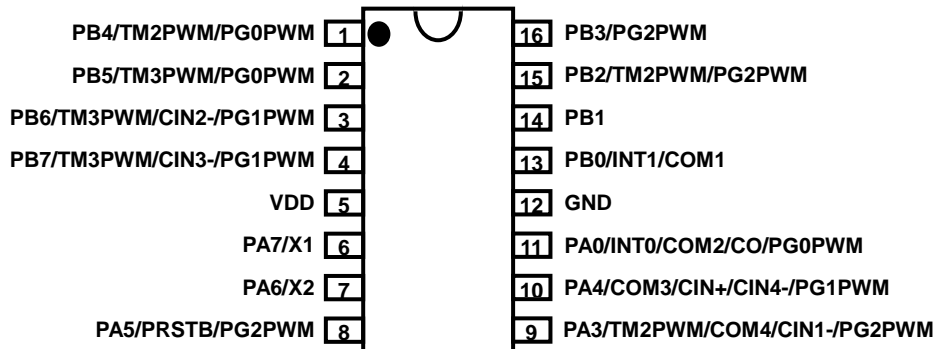 PB4/TM2PWM/PG0PWM 1 16 PB3/PG2PWM
PB5/TM3PWM/PG0PWM 2 15 PB2/TM2PWM/PG2PWM
PB6/TM3PWM/CIN2-/PG1PWM 3 14 PB1
PB7/TM3PWM/CIN3-/PG1PWM 4 13 PB0/INT1/COM1
VDD 5 12 GND
PA7/X1 6 11 PA0/INT0/COM2/CO/PG0PWM
PA6/X2 7 10 PA4/COM3/CIN+/CIN4-/PG1PWM
PA5/PRSTB/PG2PWM 8 9 PA3/TM2PWM/COM4/CIN1-/PG2PWM